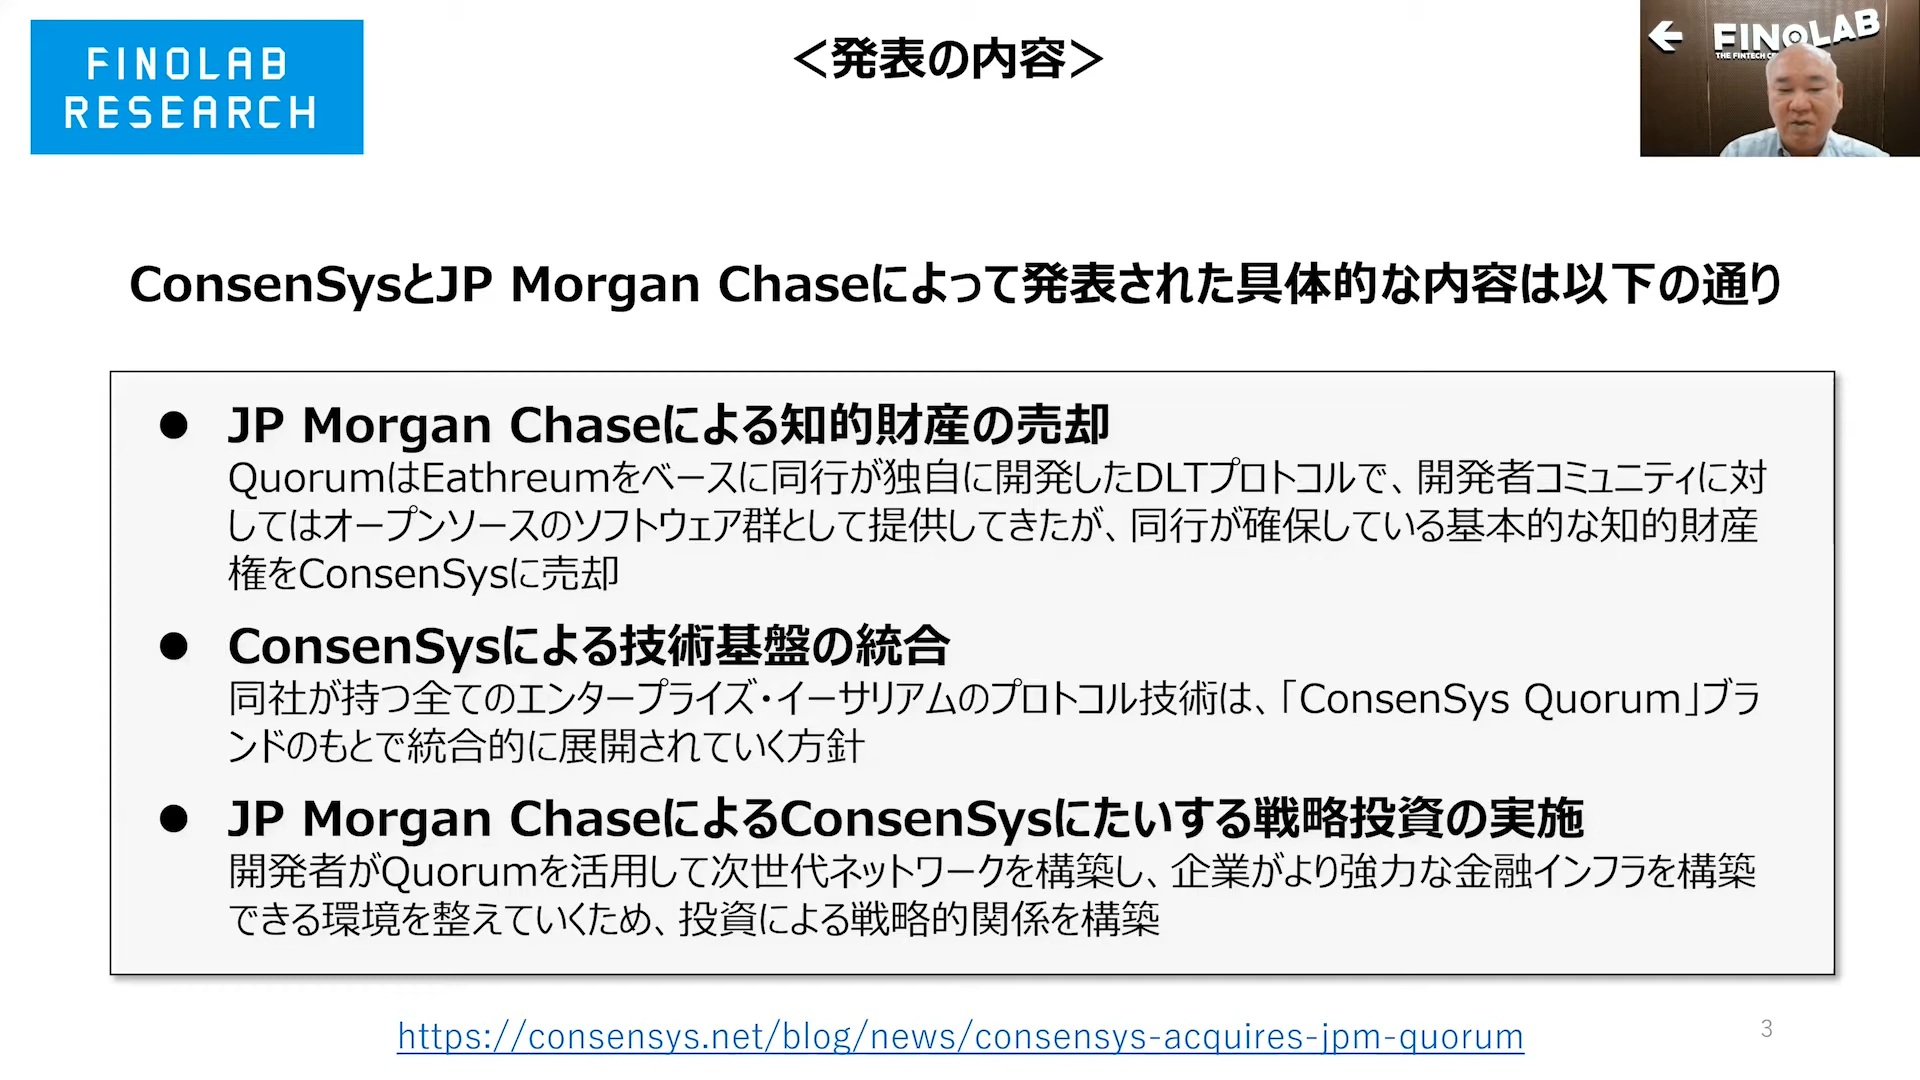 FINOLAB
RESEARCH
＜発表の内容＞
FINOLAB
THE FINTECH C
ConsenSysとJP Morgan Chaseによって発表された具体的な内容は以下の通り
● JP Morgan Chaseによる知的財産の売却
QuorumはEathreumをベースに同行が独自に開発したDLTプロトコルで、開発者コミュニティに対
してはオープンソースのソフトウェア群として提供してきたが、同行が確保している基本的な知的財産
権をConsenSysに売却
● ConsenSysによる技術基盤の統合
同社が持つ全てのエンタープライズ・イーサリアムのプロトコル技術は、「ConsenSys Quorum」ブラ
ンドのもとで統合的に展開されていく方針
● JP Morgan ChaseによるConsenSysにたいする戦略投資の実施
開発者がQuorumを活用して次世代ネットワークを構築し、企業がより強力な金融インフラを構築
できる環境を整えていくため、投資による戦略的関係を構築
https://consensys.net/blog/news/consensys-acquires-jpm-quorum
3